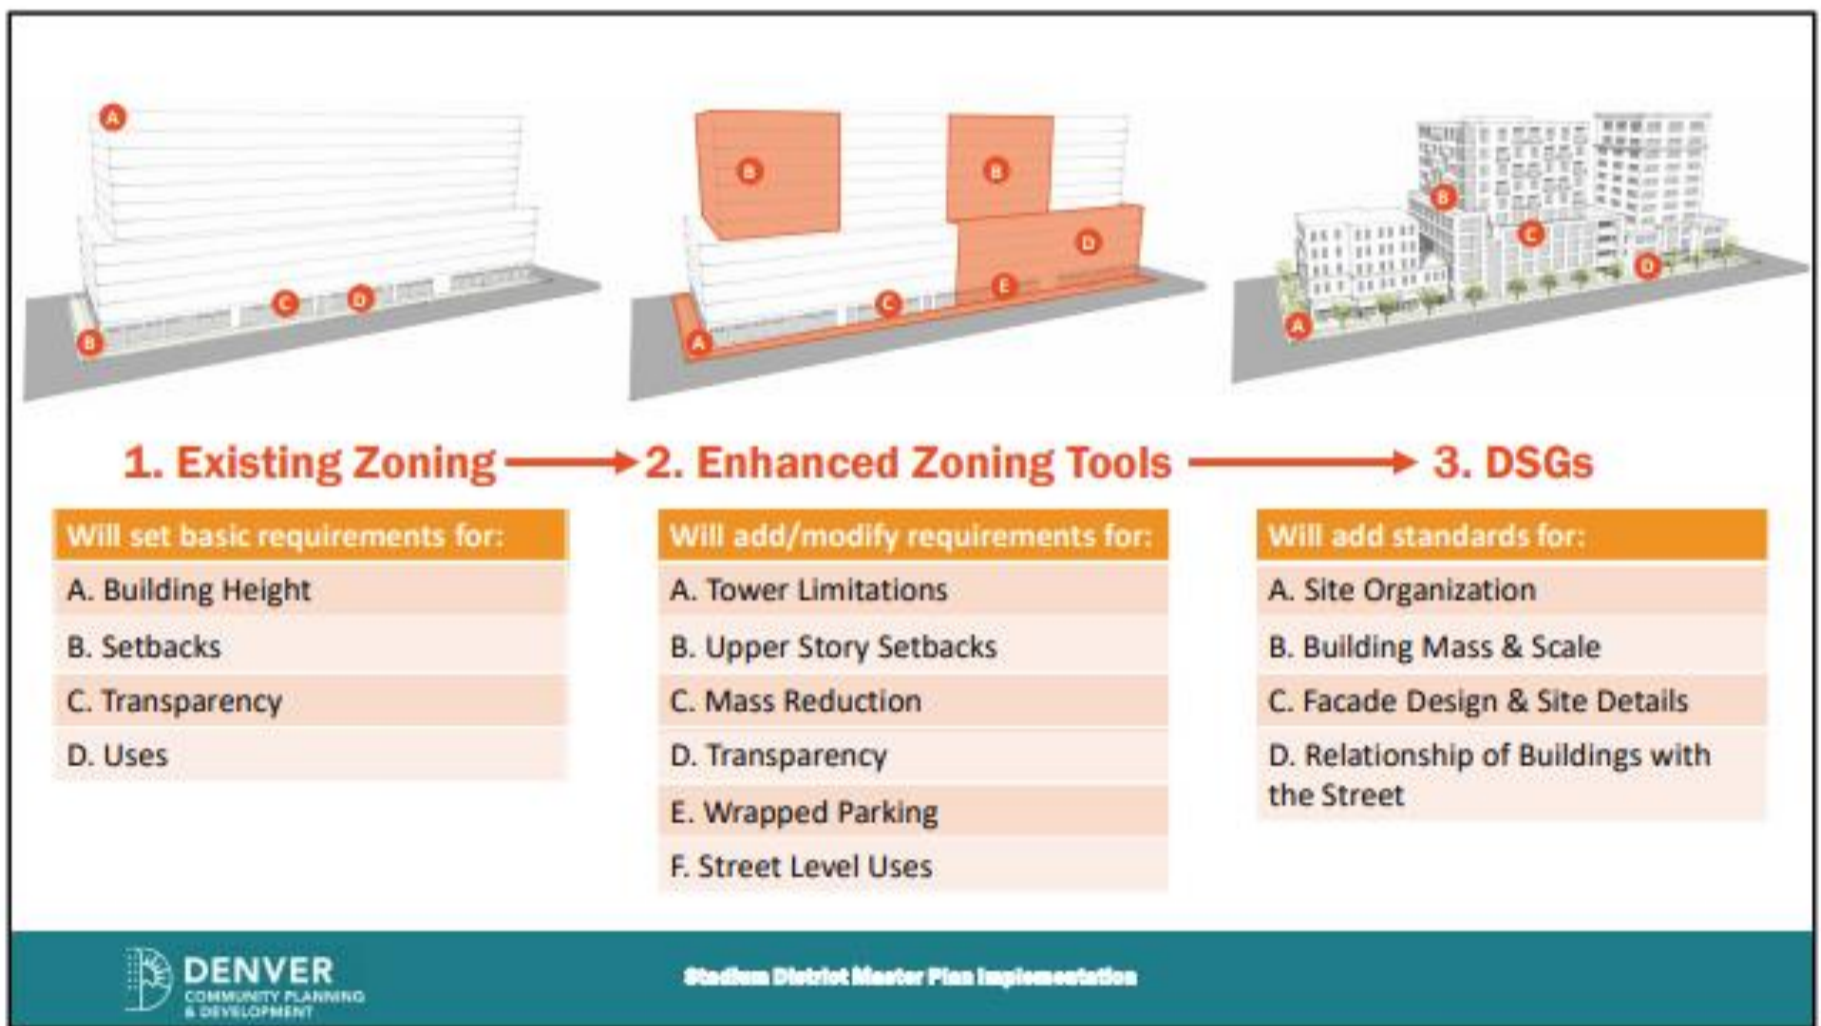 A
B
C
D
B
B
D
E
C
A
B
C
D
A
1. Existing Zoning
2. Enhanced Zoning Tools
3. DSGs
Will set basic requirements for:
A. Building Height
B. Setbacks
C. Transparency
D. Uses
Will add/modify requirements for:
A. Tower Limitations
B. Upper Story Setbacks
C. Mass Reduction
D. Transparency
E. Wrapped Parking
F. Street Level Uses
Will add standards for:
A. Site Organization
B. Building Mass & Scale
C. Facade Design & Site Details
D. Relationship of Buildings with
the Street
DENVER
COMMUNITY PLANNING
& DEVELOPMENT
Stadium District Master Plan Implementation